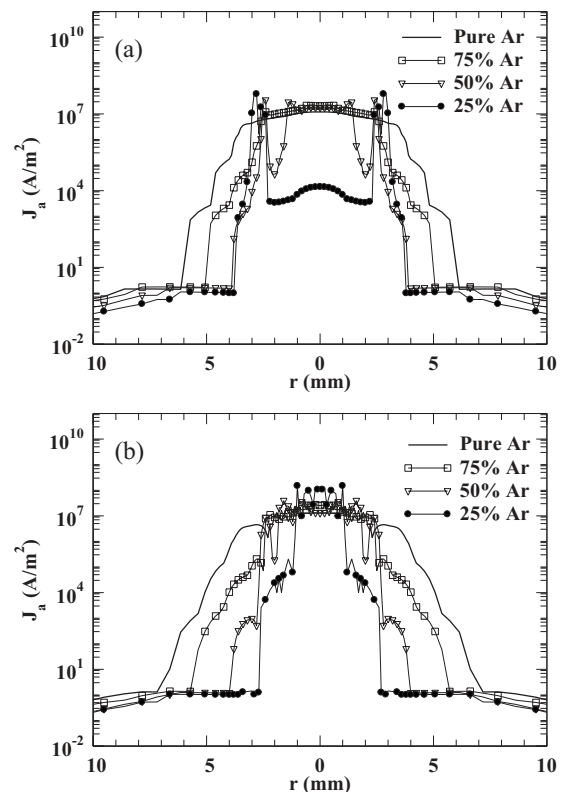 (a)
Pure Ar
75% Ar
50% Ar
25% Ar
10¹⁰
10⁷
10⁴
10¹
10⁻²
Jₐ (A/m²)
10 5 0 5 10
r (mm)
(b)
Pure Ar
75% Ar
50% Ar
25% Ar
10¹⁰
10⁷
10⁴
10¹
10⁻²
Jₐ (A/m²)
10 5 0 5 10
r (mm)